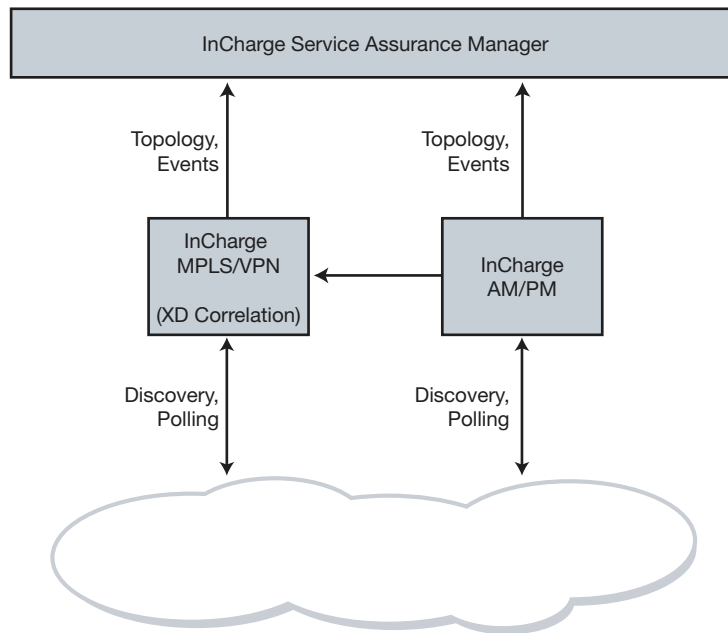 InCharge Service Assurance Manager
Topology,
Events
Topology,
Events
InCharge
MPLS/VPN
(XD Correlation)
InCharge
AM/PM
Discovery,
Polling
Discovery,
Polling